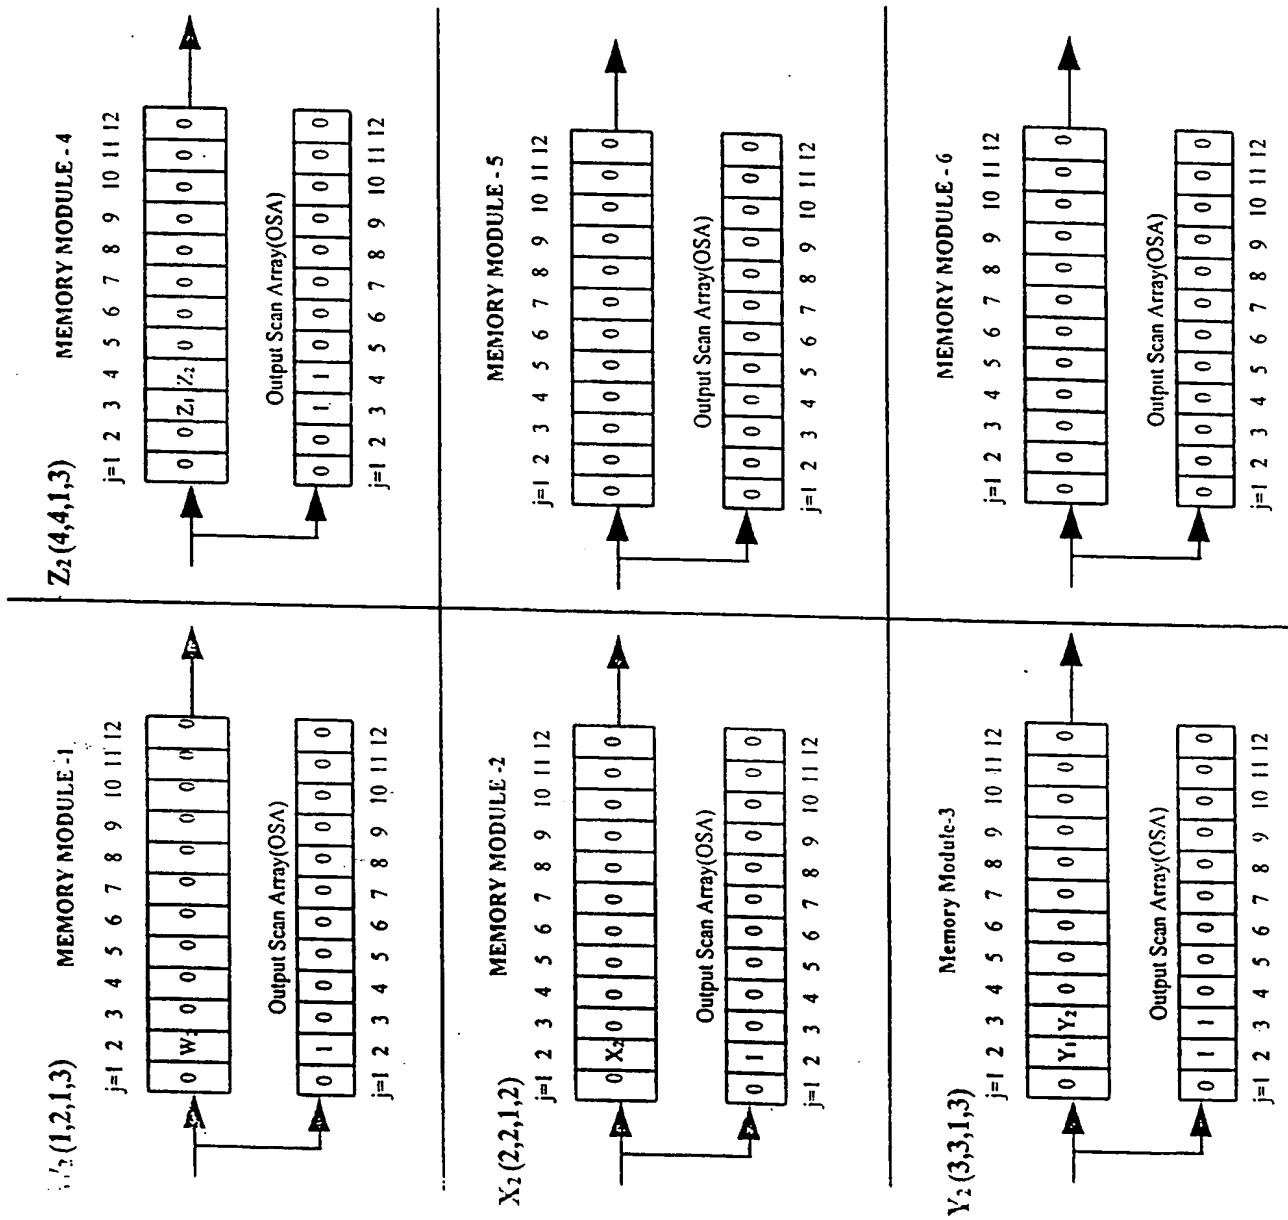 (1,2,1,3)
MEMORY MODULE -1
j=1 2 3 4 5 6 7 8 9 10 11 12
0 W₂ 0 0 0 0 0 0 0 0 0 0
Output Scan Array(OSA)
0 1 0 0 0 0 0 0 0 0 0 0
j=1 2 3 4 5 6 7 8 9 10 11 12
Z₂(4,4,1,3)
MEMORY MODULE - 4
j=1 2 3 4 5 6 7 8 9 10 11 12
0 0 Z₁ Z₂ 0 0 0 0 0 0 0 0
Output Scan Array(OSA)
0 0 1 1 0 0 0 0 0 0 0 0
j=1 2 3 4 5 6 7 8 9 10 11 12
X₂(2,2,1,2)
MEMORY MODULE -2
j=1 2 3 4 5 6 7 8 9 10 11 12
0 X₂ 0 0 0 0 0 0 0 0 0 0
Output Scan Array(OSA)
0 1 0 0 0 0 0 0 0 0 0 0
j=1 2 3 4 5 6 7 8 9 10 11 12
MEMORY MODULE - 5
j=1 2 3 4 5 6 7 8 9 10 11 12
0 0 0 0 0 0 0 0 0 0 0 0
Output Scan Array(OSA)
0 0 0 0 0 0 0 0 0 0 0 0
j=1 2 3 4 5 6 7 8 9 10 11 12
Y₂(3,3,1,3)
Memory Module-3
j=1 2 3 4 5 6 7 8 9 10 11 12
0 Y₁ Y₂ 0 0 0 0 0 0 0 0 0
Output Scan Array(OSA)
0 1 1 0 0 0 0 0 0 0 0 0
j=1 2 3 4 5 6 7 8 9 10 11 12
MEMORY MODULE - 6
j=1 2 3 4 5 6 7 8 9 10 11 12
0 0 0 0 0 0 0 0 0 0 0 0
Output Scan Array(OSA)
0 0 0 0 0 0 0 0 0 0 0 0
j=1 2 3 4 5 6 7 8 9 10 11 12